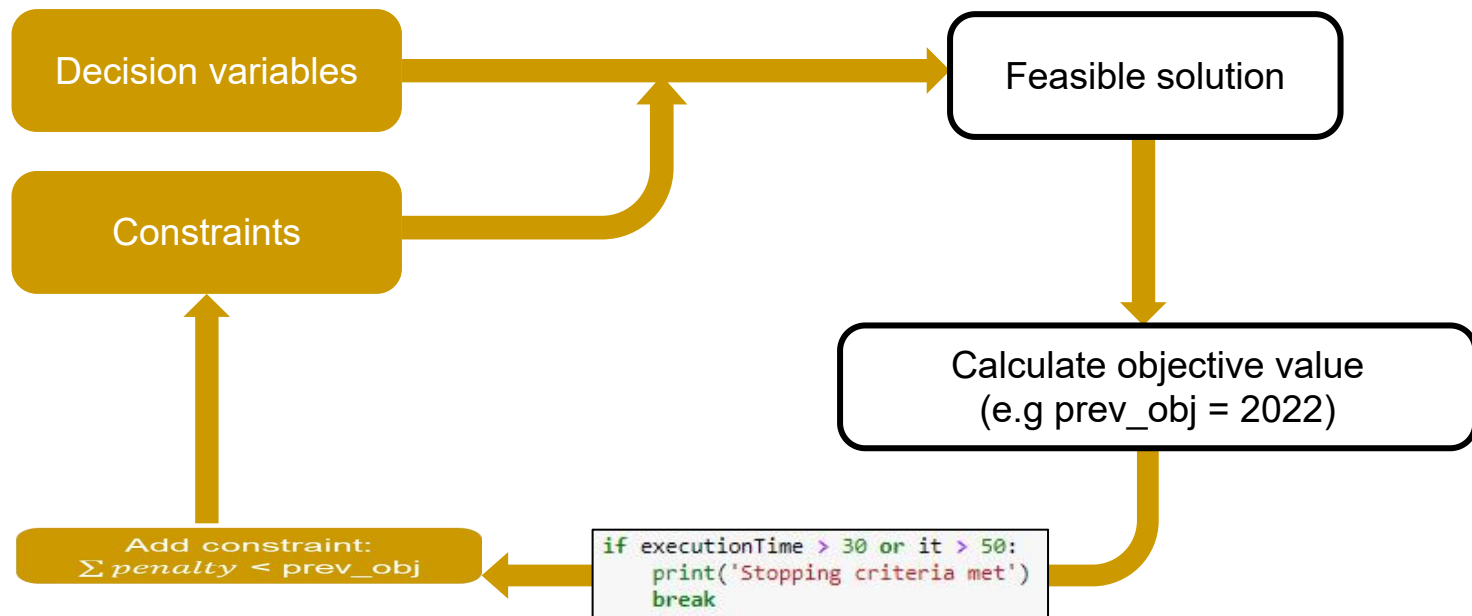 Decision variables
Feasible solution
Constraints
Calculate objective value
(e.g prev_obj = 2022)
Add constraint:
∑ penalty < prev_obj
if executionTime > 30 or it > 50:
    print('Stopping criteria met')
    break